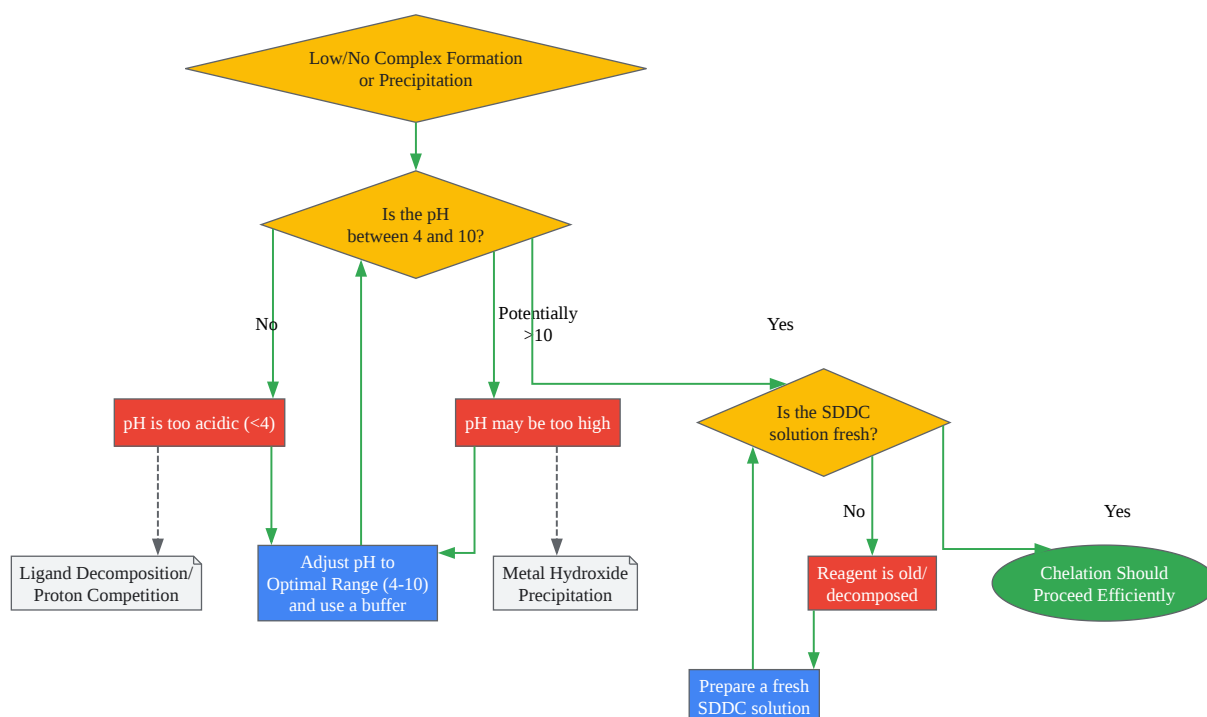 Low/No Complex Formation
or Precipitation
Is the pH
between 4 and 10?
No
Potentially
>10
Yes
pH is too acidic (<4)
pH may be too high
Is the SDDC
solution fresh?
No
Yes
Ligand Decomposition/
Proton Competition
Adjust pH to
Optimal Range (4-10)
and use a buffer
Metal Hydroxide
Precipitation
Reagent is old/
decomposed
Chelation Should
Proceed Efficiently
Prepare a fresh
SDDC solution